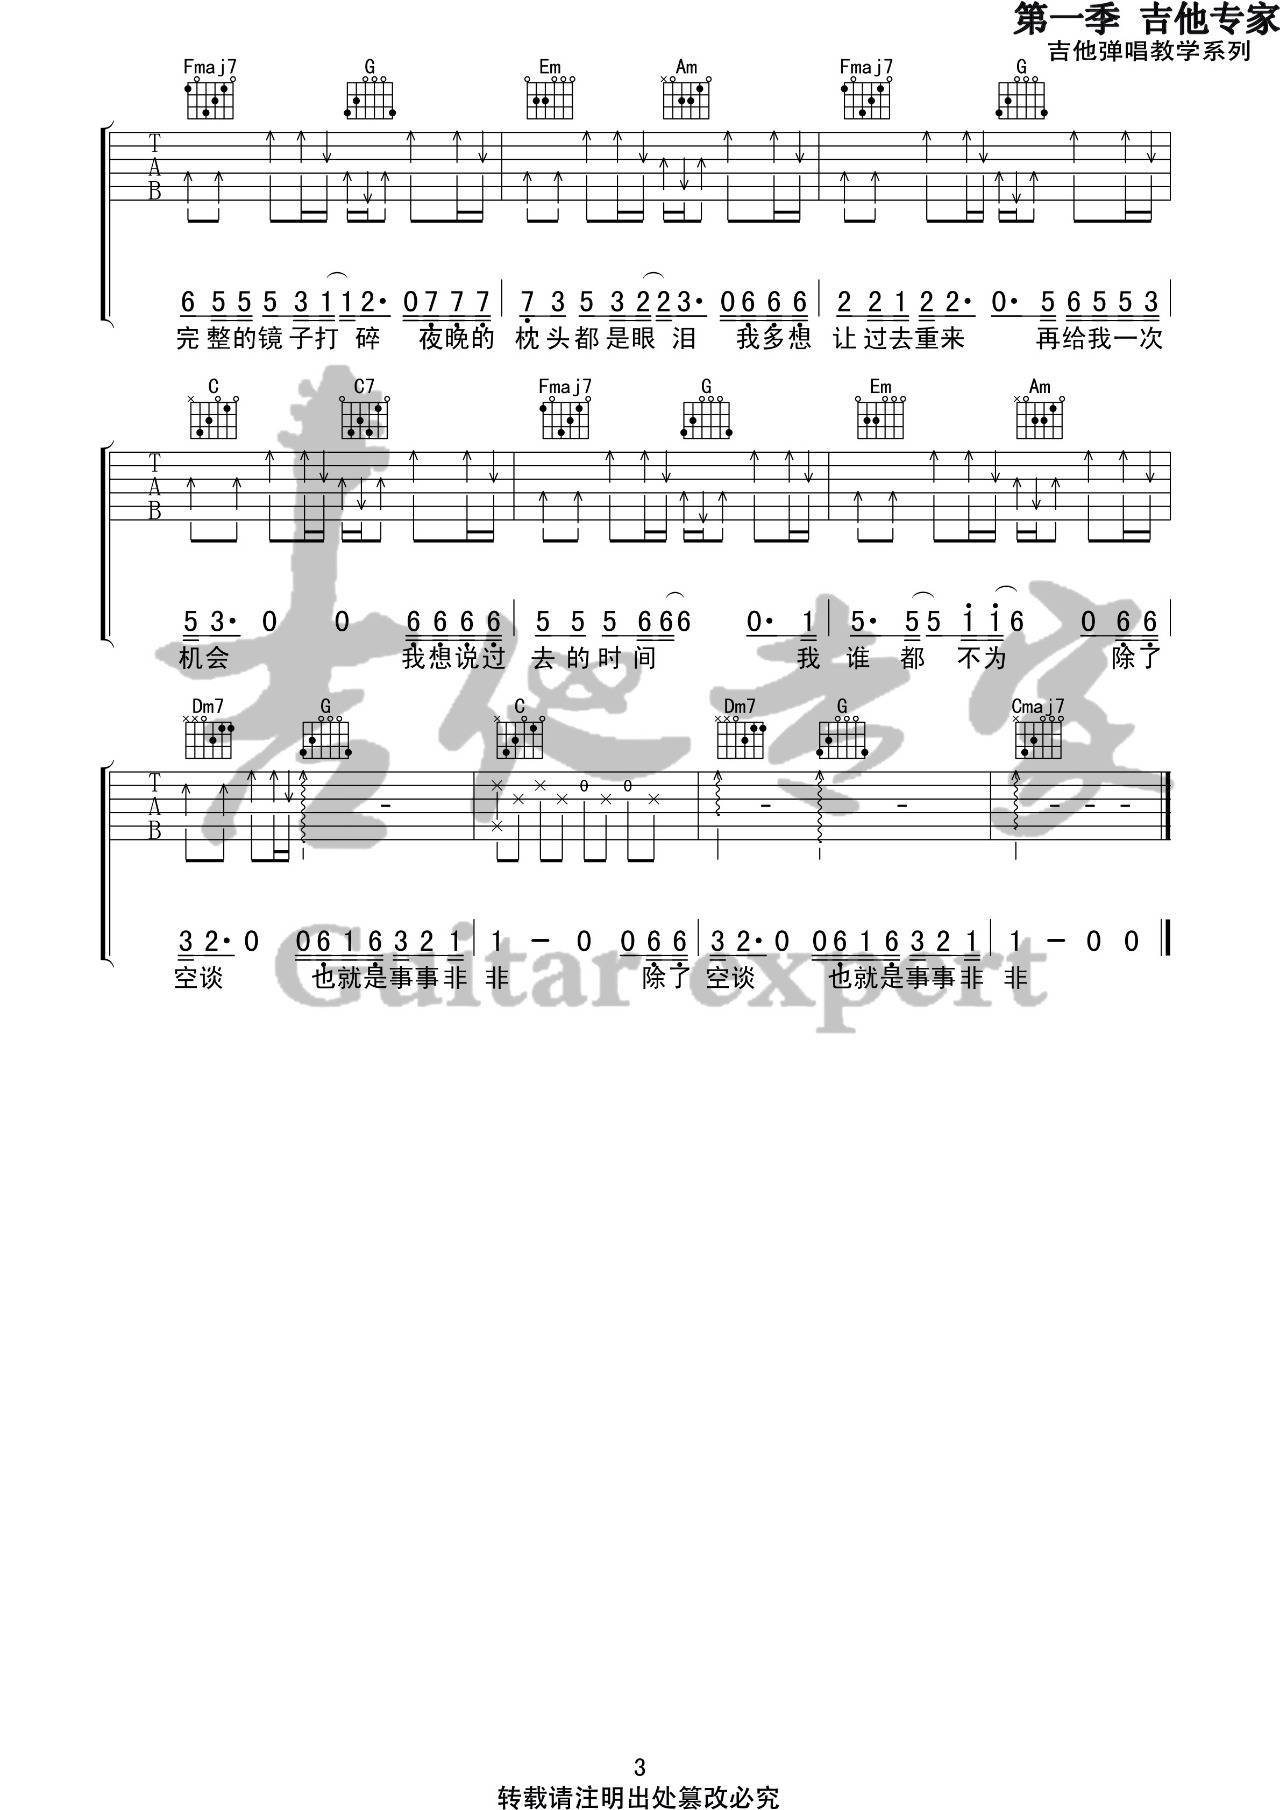 第一季 吉他专家
吉他弹唱教学系列
Fmaj7 G Em Am Fmaj7 G
T
A
B
6 5 5 5 3 1 1 2· 0 7 7 7 7 3 5 3 2 2 3· 0 6 6 6 2 2 1 2 2· 0· 5 6 5 5 3
完整的镜子打碎 夜晚的枕头都是眼泪 我多想让过去重来 再给我一次
C C7 Fmaj7 G Em Am
T
A
B
5 3· 0 0 6 6 6 6 5 5 5 6 6 6 0· 1 5· 5 5 1 1 6 0 6 6
机会 我想说过去的时间 我谁都不为 除了
Dm7 G C Dm7 G Cmaj7
T
A
B
3 2· 0 0 6 1 6 3 2 1 1 - 0 0 6 6 3 2· 0 0 6 1 6 3 2 1 1 - 0 0
空谈 也就是事事非非 除了空谈 也就是事事非非
吉他专家
Guitar expert
3
转载请注明出处篡改必究